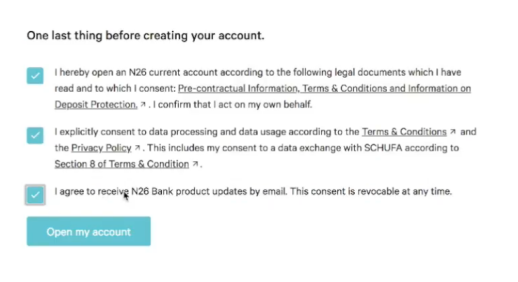 One last thing before creating your account.
I hereby open an N26 current account according to the following legal documents which I have
read and to which I consent: Pre-contractual Information, Terms & Conditions and Information on
Deposit Protection. ↗ . I confirm that I act on my own behalf.
I explicitly consent to data processing and data usage according to the Terms & Conditions ↗ and
the Privacy Policy ↗ . This includes my consent to a data exchange with SCHUFA according to
Section 8 of Terms & Condition ↗ .
I agree to receive N26 Bank product updates by email. This consent is revocable at any time.
Open my account